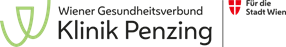 Wiener Gesundheitsverbund
Klinik Penzing
Für die
Stadt Wien